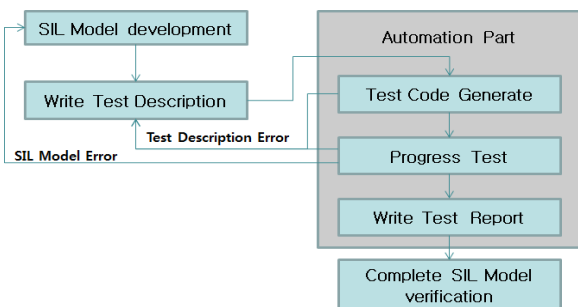 SIL Model development
Automation Part
Write Test Description
Test Code Generate
Test Description Error
SIL Model Error
Progress Test
Write Test Report
Complete SIL Model
verification